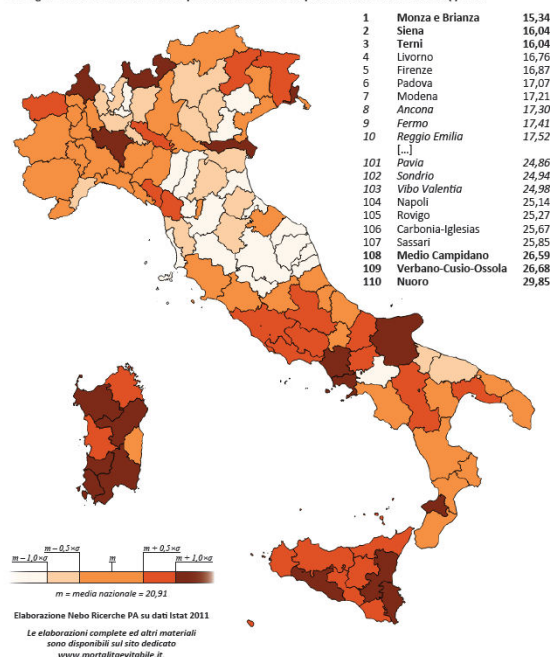 1 Monza e Brianza 15,34
2 Siena 16,04
3 Terni 16,04
4 Livorno 16,76
5 Firenze 16,87
6 Padova 17,07
7 Modena 17,21
8 Ancona 17,30
9 Fermo 17,41
10 Reggio Emilia 17,52
[...]
101 Pavia 24,86
102 Sondrio 24,94
103 Vibo Valentia 24,98
104 Napoli 25,14
105 Rovigo 25,27
106 Carbonia-Iglesias 25,67
107 Sassari 25,85
108 Medio Campidano 26,59
109 Verbano-Cusio-Ossola 26,68
110 Nuoro 29,85
m – 0,5×σ m + 0,5×σ
m – 1,0×σ m m + 1,0×σ
m = media nazionale = 20,91
Elaborazione Nebo Ricerche PA su dati Istat 2011
Le elaborazioni complete ed altri materiali
sono disponibili sul sito dedicato
www.mortalitaevitabile.it